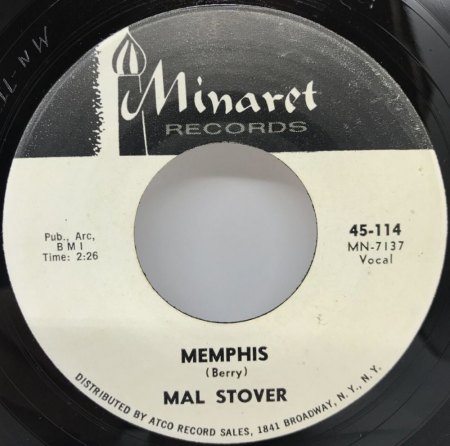 Minaret
RECORDS
Pub., Arc,
BMI
Time: 2:26
45-114
MN-7137
Vocal
MEMPHIS
(Berry)
MAL STOVER
DISTRIBUTED BY ATCO RECORD SALES, 1841 BROADWAY, N. Y., N.Y.